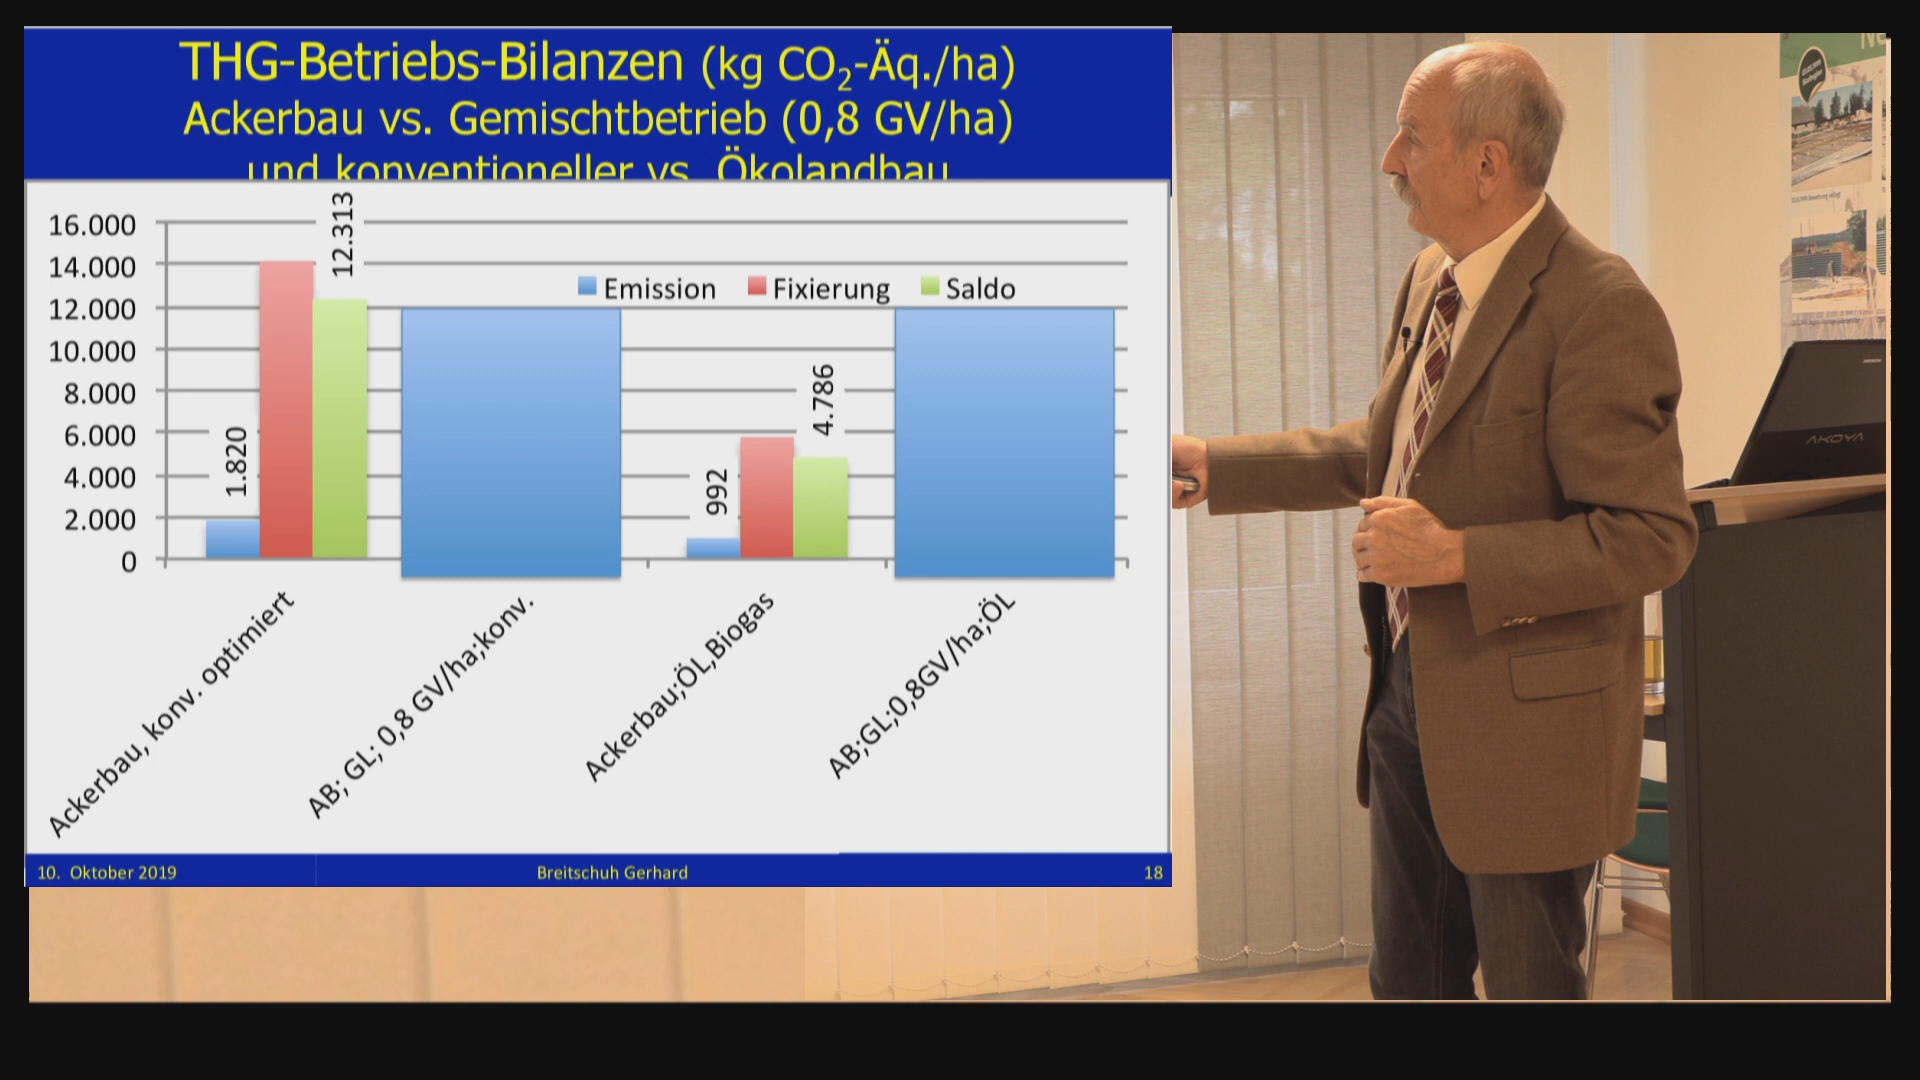 THG-Betriebs-Bilanzen (kg CO₂-Äq./ha)
Ackerbau vs. Gemischtbetrieb (0,8 GV/ha)
und konventioneller vs. Ökolandbau
16.000
14.000
12.000
10.000
8.000
6.000
4.000
2.000
0
1.820
12.313
992
4.786
Emission
Fixierung
Saldo
Ackerbau, konv. optimiert
AB; GL; 0,8 GV/ha;konv.
Ackerbau;ÖL,Biogas
AB;GL;0,8GV/ha;ÖL
10. Oktober 2019
Breitschuh Gerhard
18
AKOYA